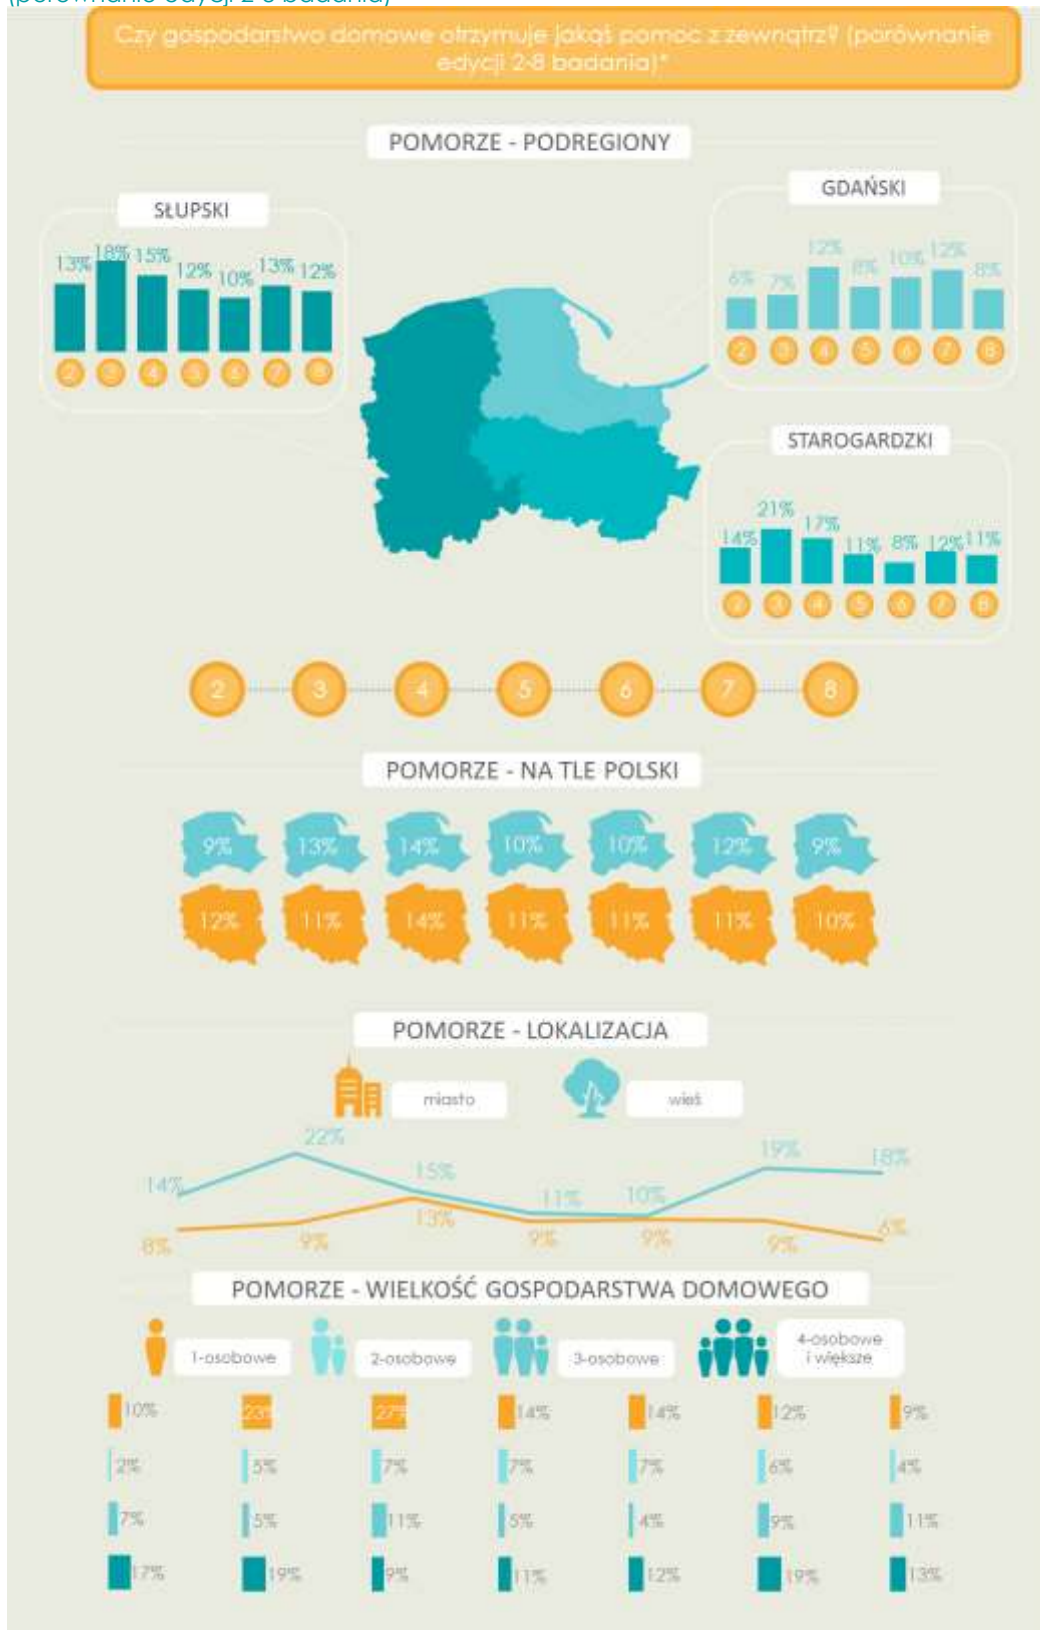 (porównanie edycji 2-8 badania)
Czy gospodarstwo domowe otrzymuje jakąś pomoc z zewnątrz? (porównanie
edycji 2-8 badania)*
POMORZE - PODREGIONY
SŁUPSKI
13% 18% 15% 12% 10% 13% 12%
2 3 4 5 6 7 8
GDAŃSKI
6% 7% 12% 8% 10% 12% 8%
2 3 4 5 6 7 8
STAROGARDZKI
14% 21% 17% 11% 8% 12% 11%
2 3 4 5 6 7 8
2 3 4 5 6 7 8
POMORZE - NA TLE POLSKI
9% 13% 14% 10% 10% 12% 9%
12% 11% 14% 11% 11% 11% 10%
POMORZE - LOKALIZACJA
miasto wieś
14% 22% 15% 11% 10% 19% 18%
8% 9% 13% 9% 9% 9% 6%
POMORZE - WIELKOŚĆ GOSPODARSTWA DOMOWEGO
1-osobowe
2-osobowe
3-osobowe
4-osobowe
i większe
10% 23% 27% 14% 14% 12% 9%
2% 5% 7% 7% 7% 6% 4%
7% 5% 11% 5% 4% 9% 11%
17% 19% 9% 11% 12% 19% 13%